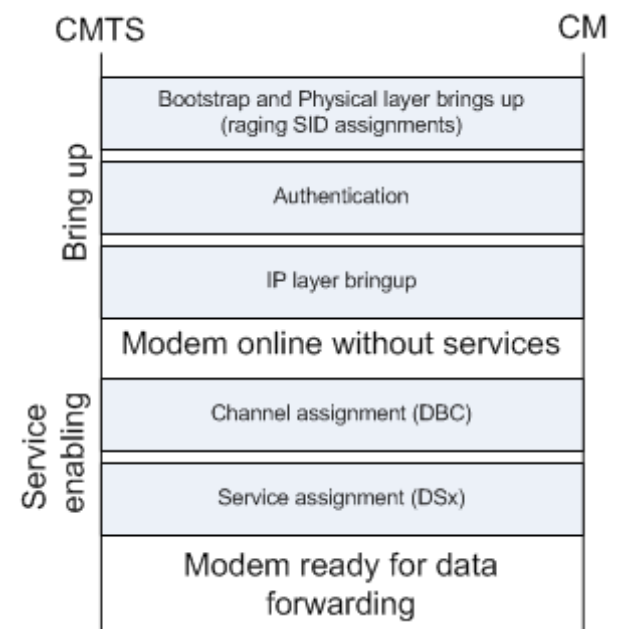 CMTS
CM
Bring up
Bootstrap and Physical layer brings up
(raging SID assignments)
Authentication
IP layer bringup
Modem online without services
Service
enabling
Channel assignment (DBC)
Service assignment (DSx)
Modem ready for data
forwarding